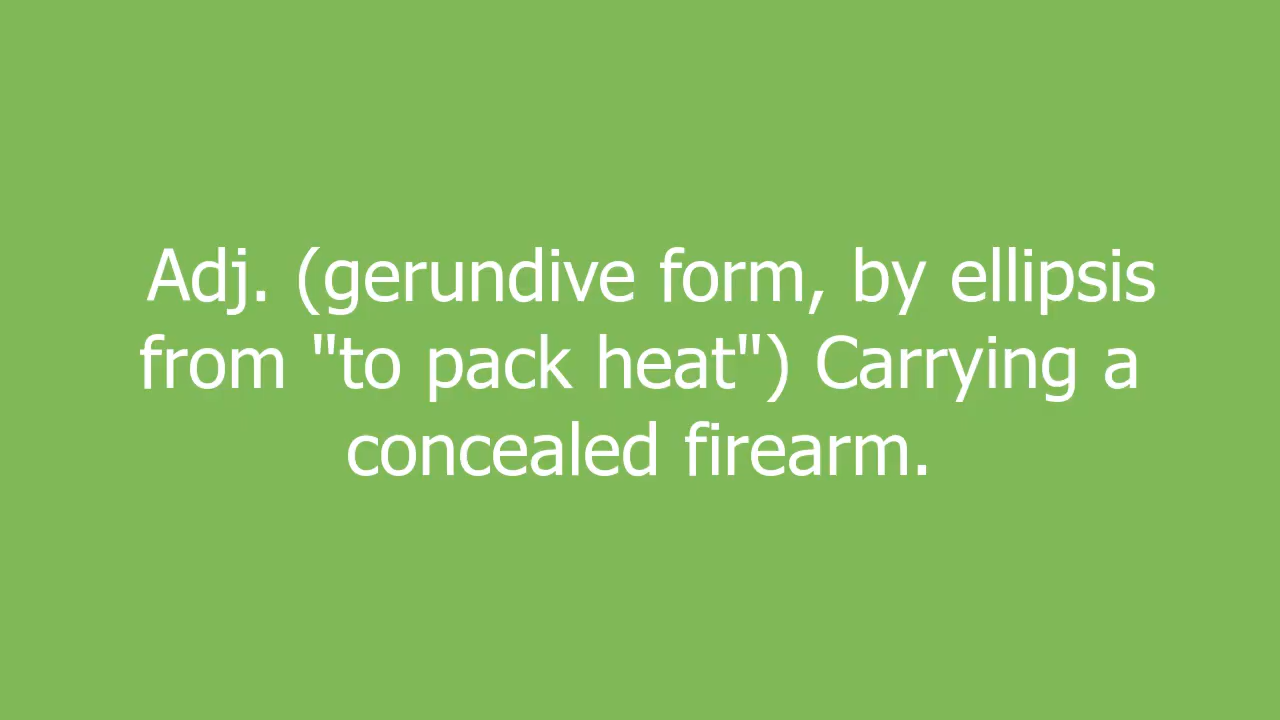 Adj. (gerundive form, by ellipsis
from "to pack heat") Carrying a
concealed firearm.